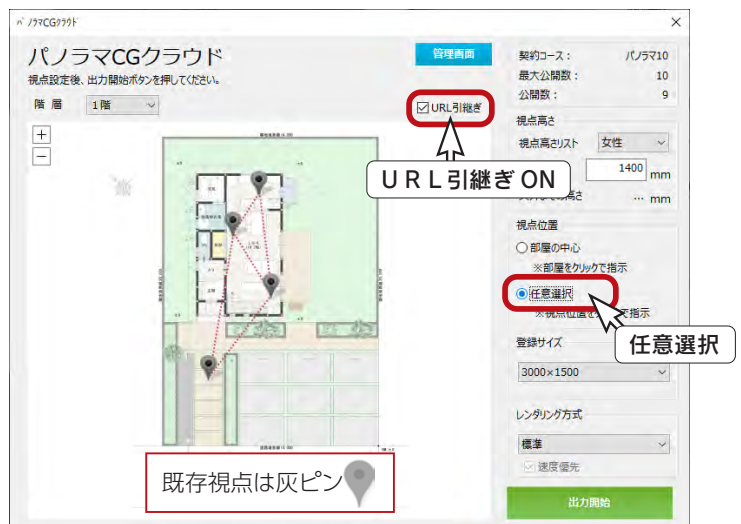 パノラマCGクラウド
×
パノラマCGクラウド
視点設定後、出力開始ボタンを押してください。
管理画面
階 層
1階
URL引継ぎ
URL引継ぎ ON
契約コース：
パノラマ10
最大公開数：
10
公開数：
9
視点高さ
視点高さリスト
女性
1400
mm
... mm
視点位置
部屋の中心
※部屋をクリックで指示
任意選択
任意選択
登録サイズ
3000×1500
レンダリング方式
標準
速度優先
出力開始
既存視点は灰ピン